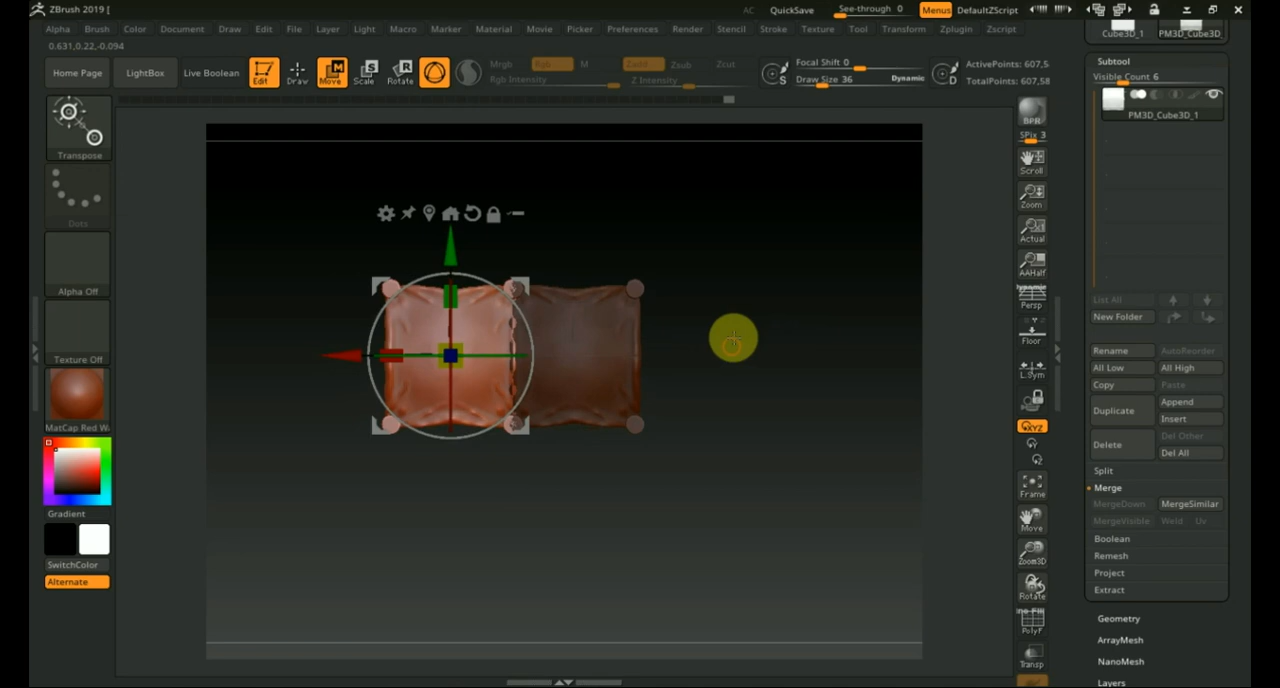 ZBrush 2019 [
AC QuickSave See-through 0 Menus DefaultZScript
Alpha Brush Color Document Draw Edit File Layer Light Macro Marker Material Movie Picker Preferences Render Stencil Stroke Texture Tool Transform Zplugin Zscript
0.631,0.22,-0.094
Cube3D_1 PM3D_Cube3D_
Home Page LightBox Live Boolean Edit Draw Move Scale Rotate
Mrgb Rgb M Zadd Zsub Zcut
Rgb Intensity Z Intensity
Focal Shift 0
Draw Size 36 Dynamic
ActivePoints: 607,5
TotalPoints: 607,58
Subtool
Visible Count 6
PM3D_Cube3D_1
Transpose
Dots
Alpha Off
Texture Off
MatCap Red W
Gradient
SwitchColor
Alternate
BPR
SPix 3
Scroll
Zoom
Actual
AAHalf
Dynamic
Persp
Floor
L.Sym
XYZ
Frame
Move
Zoom3D
Rotate
Line Fill
PolyF
Transp
List All
New Folder
Rename AutoReorder
All Low All High
Copy Paste
Duplicate Append
Insert
Delete Del Other
Del All
Split
Merge
MergeDown MergeSimilar
MergeVisible Weld Uv
Boolean
Remesh
Project
Extract
Geometry
ArrayMesh
NanoMesh
Layers